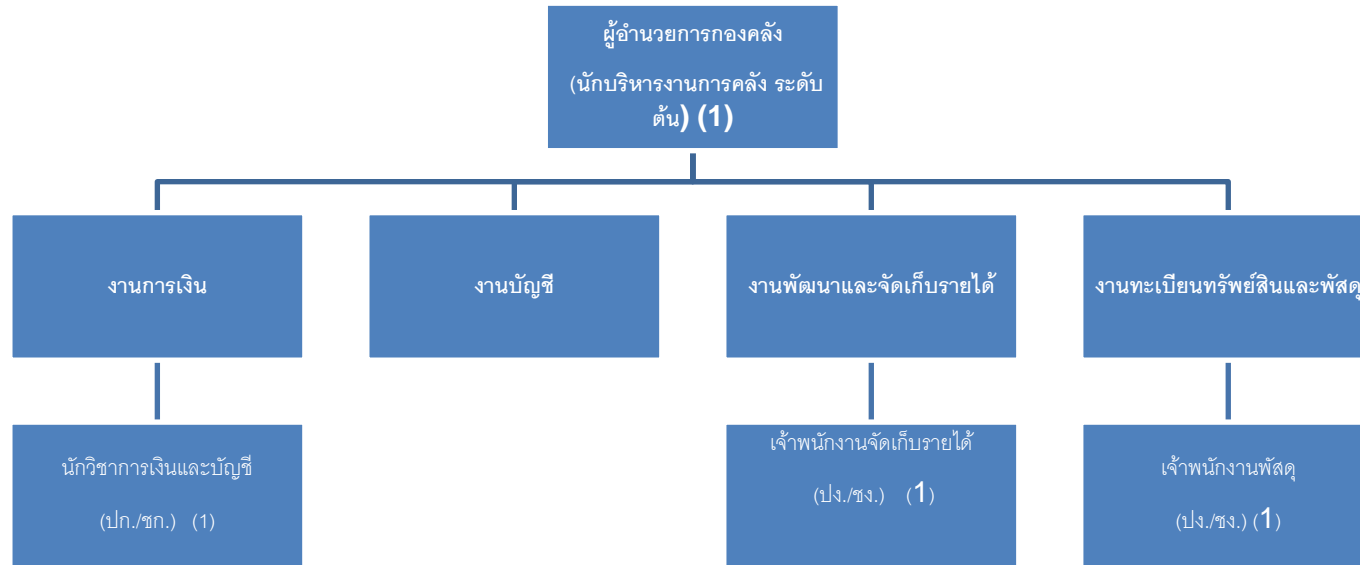 ผู้อำนวยการกองคลัง
(นักบริหารงานการคลัง ระดับ
ต้น) (1)
งานการเงิน
งานบัญชี
งานพัฒนาและจัดเก็บรายได้
งานทะเบียนทรัพย์สินและพัสดุ
นักวิชาการเงินและบัญชี
(ปก./ชก.) (1)
เจ้าพนักงานจัดเก็บรายได้
(ปง./ชง.) (1)
เจ้าพนักงานพัสดุ
(ปง./ชง.) (1)